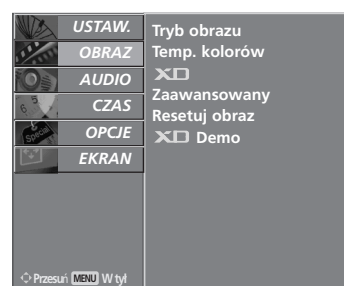 USTAW.
OBRAZ
AUDIO
CZAS
OPCJE
EKRAN
Tryb obrazu
Temp. kolorów
XD
Zaawansowany
Resetuj obraz
XD Demo
Przesuń MENU W tył